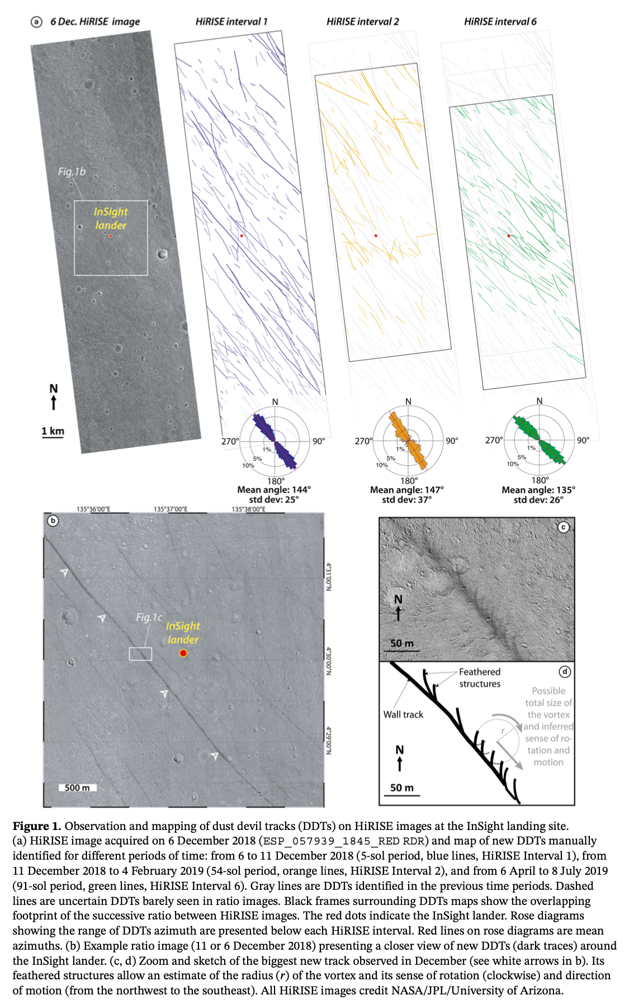 a 6 Dec. HiRISE image
HiRISE interval 1
HiRISE interval 2
HiRISE interval 6
Fig.1b
InSight
lander
N
1 km
N
270°
90°
1%
5%
10%
180°
Mean angle: 144°
std dev: 25°
N
270°
90°
1%
5%
10%
180°
Mean angle: 147°
std dev: 37°
N
270°
90°
1%
5%
10%
180°
Mean angle: 135°
std dev: 26°
135°36'00"E
135°37'00"E
135°38'00"E
b
4°31'00"N
4°30'00"N
4°29'00"N
Fig.1c
InSight
lander
500 m
c
N
50 m
d
Feathered
structures
Wall track
Possible
total size of
the vortex
and inferred
sense of ro-
tation and
motion
r
N
50 m
Figure 1. Observation and mapping of dust devil tracks (DDTs) on HiRISE images at the InSight landing site.
(a) HiRISE image acquired on 6 December 2018 (ESP_057939_1845_RED RDR) and map of new DDTs manually
identified for different periods of time: from 6 to 11 December 2018 (5-sol period, blue lines, HiRISE Interval 1), from
11 December 2018 to 4 February 2019 (54-sol period, orange lines, HiRISE Interval 2), and from 6 April to 8 July 2019
(91-sol period, green lines, HiRISE Interval 6). Gray lines are DDTs identified in the previous time periods. Dashed
lines are uncertain DDTs barely seen in ratio images. Black frames surrounding DDTs maps show the overlapping
footprint of the successive ratio between HiRISE images. The red dots indicate the InSight lander. Rose diagrams
showing the range of DDTs azimuth are presented below each HiRISE interval. Red lines on rose diagrams are mean
azimuths. (b) Example ratio image (11 or 6 December 2018) presenting a closer view of new DDTs (dark traces) around
the InSight lander. (c, d) Zoom and sketch of the biggest new track observed in December (see white arrows in b). Its
feathered structures allow an estimate of the radius (r) of the vortex and its sense of rotation (clockwise) and direction
of motion (from the northwest to the southeast). All HiRISE images credit NASA/JPL/University of Arizona.